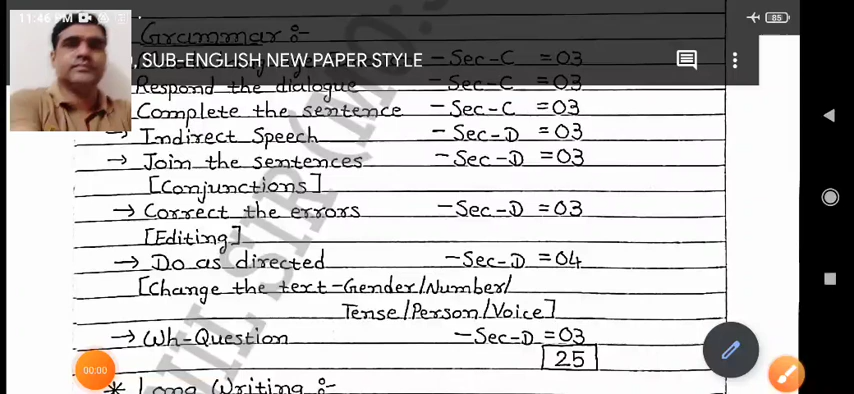 11:46 PM
85
Grammar :-
, SUB-ENGLISH NEW PAPER STYLE
- Sec - C = 03
Respond the dialogue - Sec - C = 03
Complete the sentence - Sec - C = 03
→ Indirect Speech - Sec - D = 03
→ Join the sentences - Sec - D = 03
[Conjunctions]
→ Correct the errors - Sec - D = 03
[Editing]
→ Do as directed - Sec - D = 04
[Change the text - Gender/Number/
Tense/Person/Voice]
→ Wh-Question - Sec - D = 03
25
00:00
* Long Writing :-
SIR (MO: